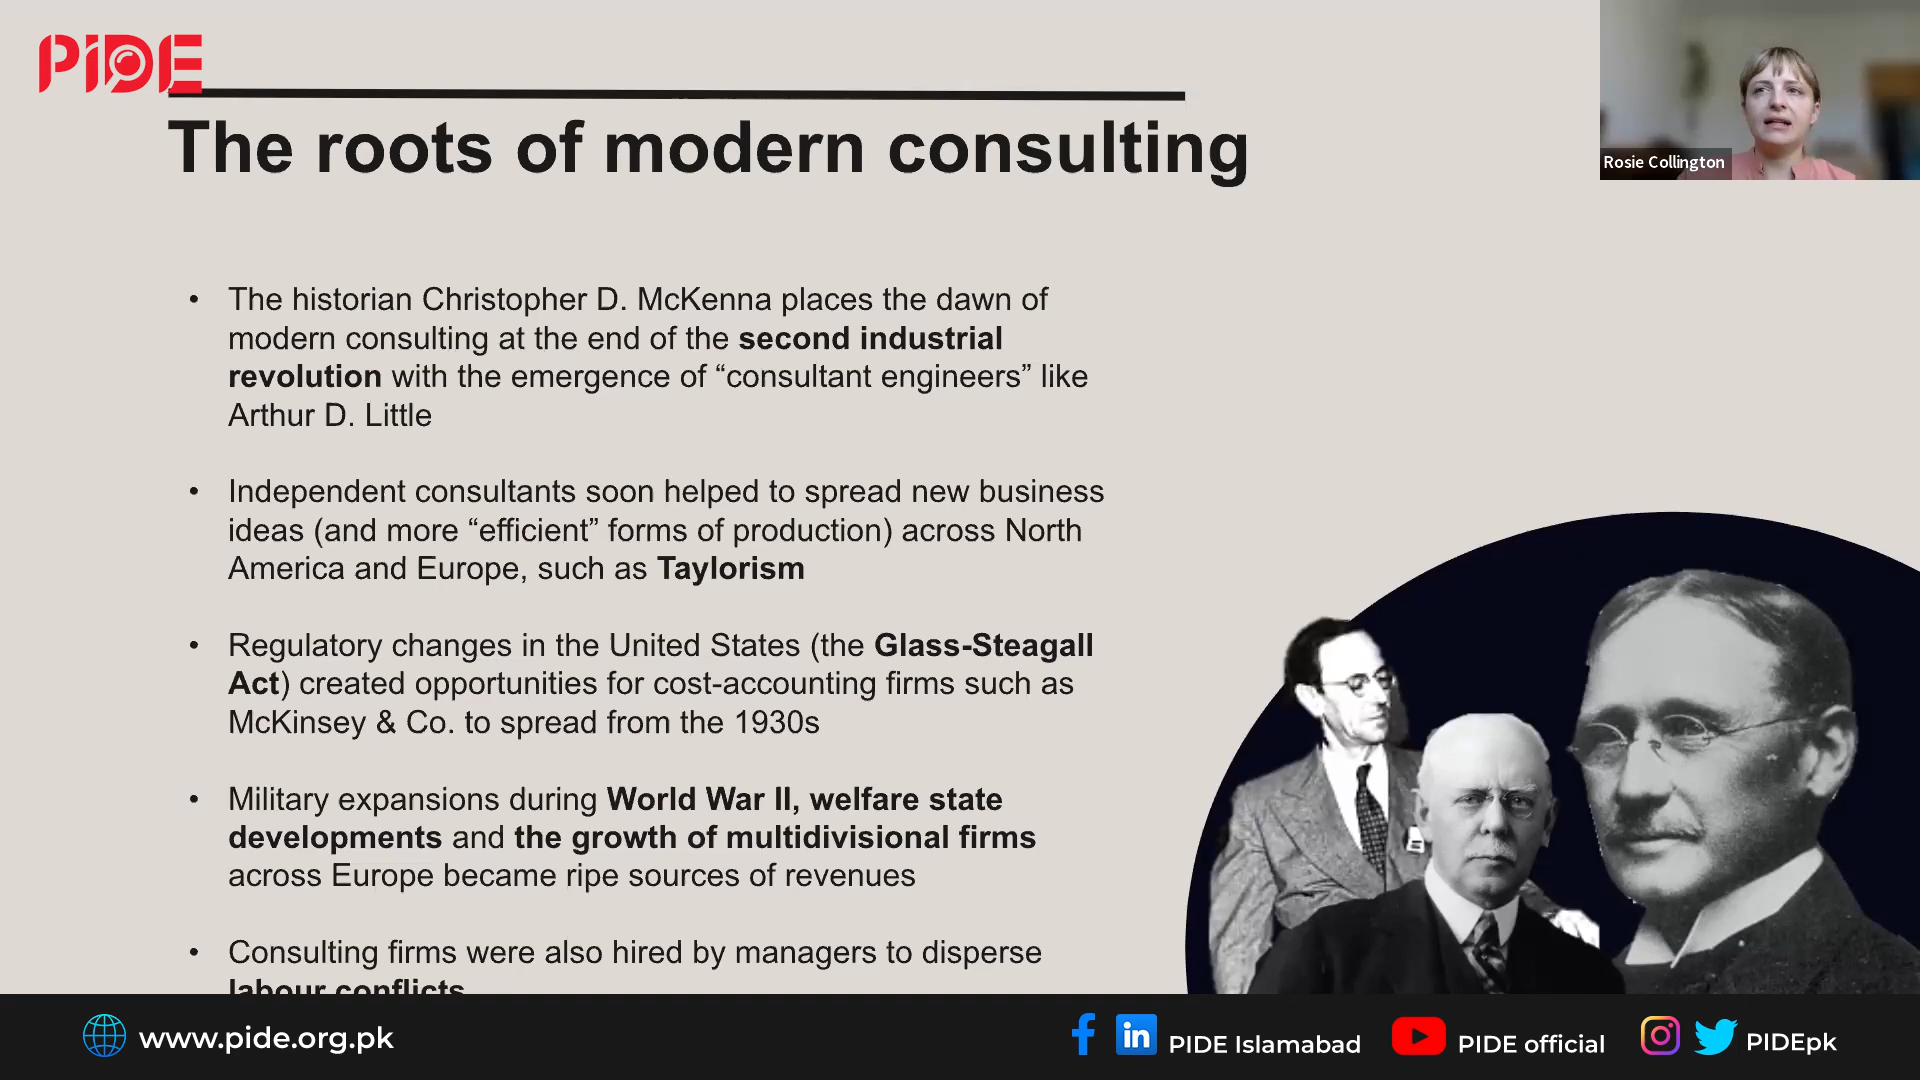 PIDE
The roots of modern consulting
Rosie Collington
• The historian Christopher D. McKenna places the dawn of
modern consulting at the end of the second industrial
revolution with the emergence of “consultant engineers” like
Arthur D. Little
• Independent consultants soon helped to spread new business
ideas (and more “efficient” forms of production) across North
America and Europe, such as Taylorism
• Regulatory changes in the United States (the Glass-Steagall
Act) created opportunities for cost-accounting firms such as
McKinsey & Co. to spread from the 1930s
• Military expansions during World War II, welfare state
developments and the growth of multidivisional firms
across Europe became ripe sources of revenues
• Consulting firms were also hired by managers to disperse
labour conflicts
www.pide.org.pk
in PIDE Islamabad
PIDE official
PIDEpk